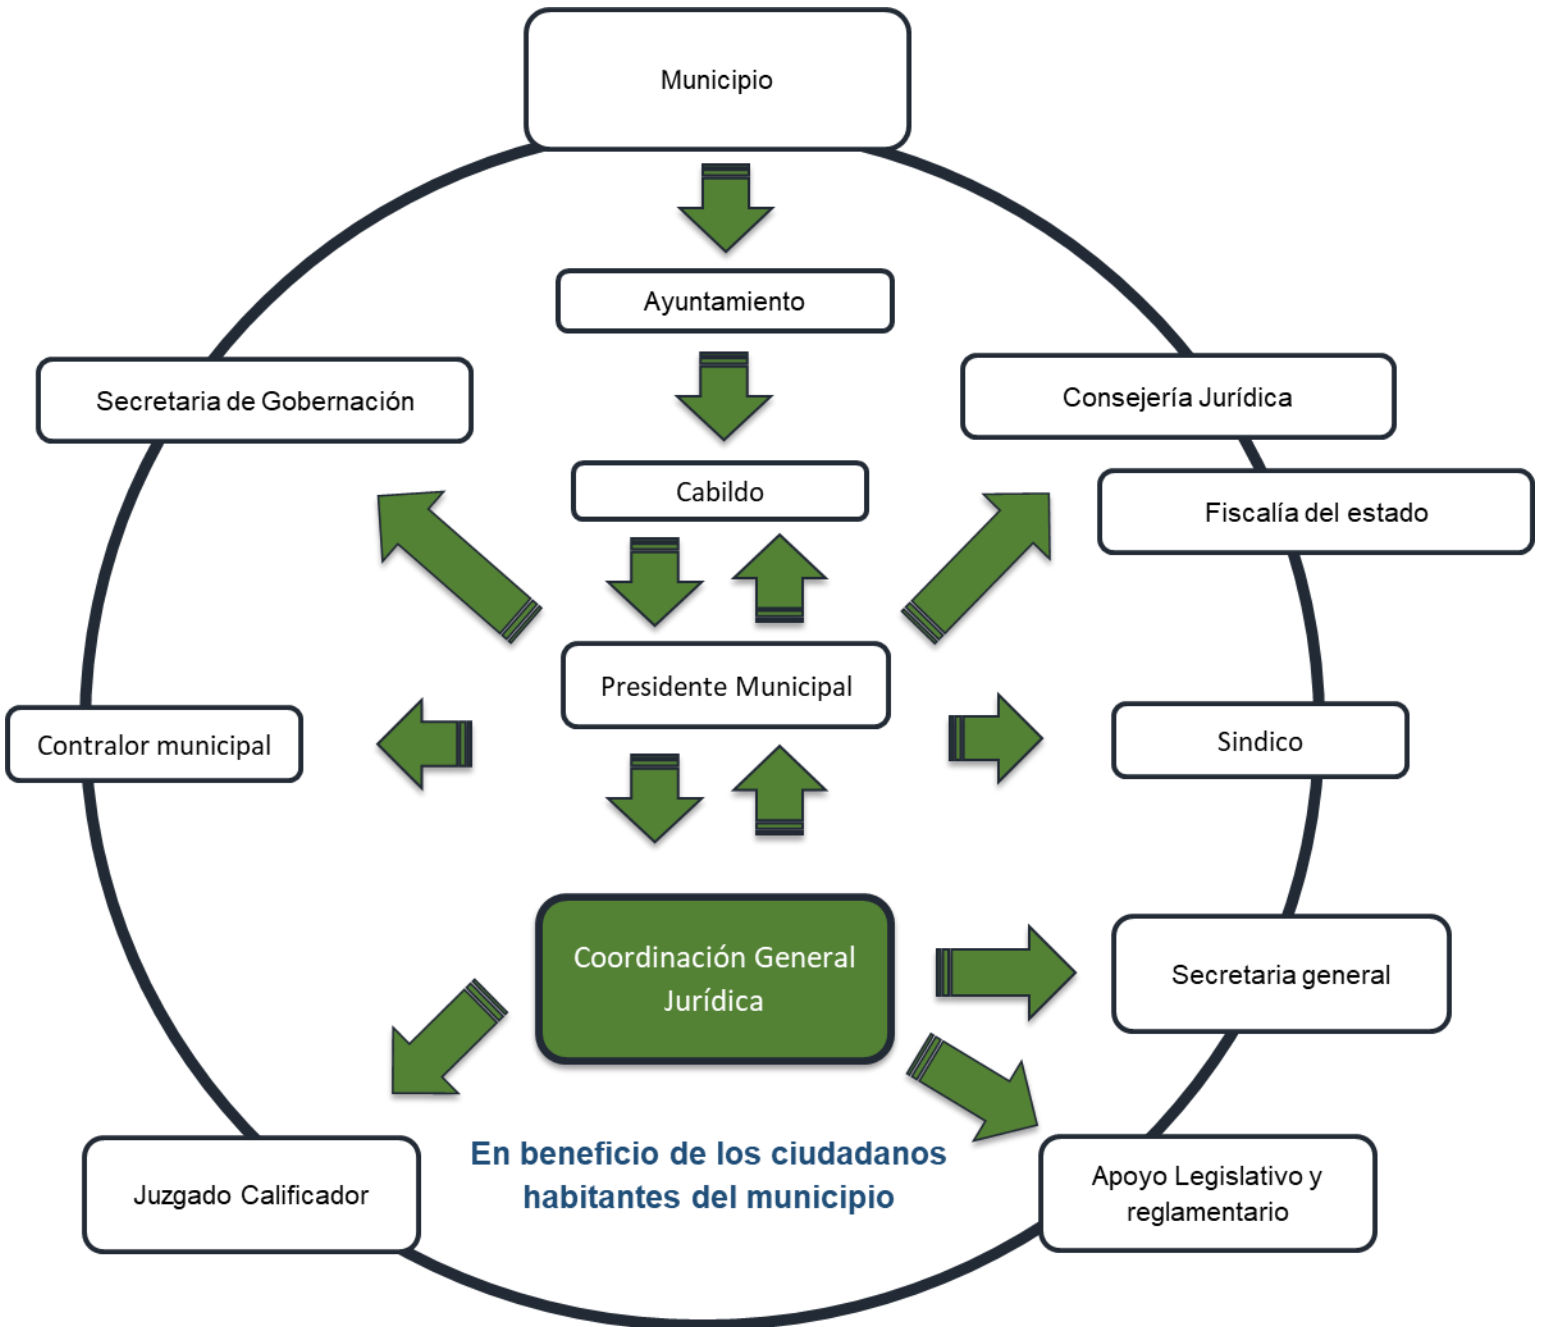 Municipio
Ayuntamiento
Secretaria de Gobernación
Consejería Jurídica
Cabildo
Fiscalía del estado
Presidente Municipal
Contralor municipal
Sindico
Coordinación General
Jurídica
Secretaria general
En beneficio de los ciudadanos
habitantes del municipio
Juzgado Calificador
Apoyo Legislativo y
reglamentario